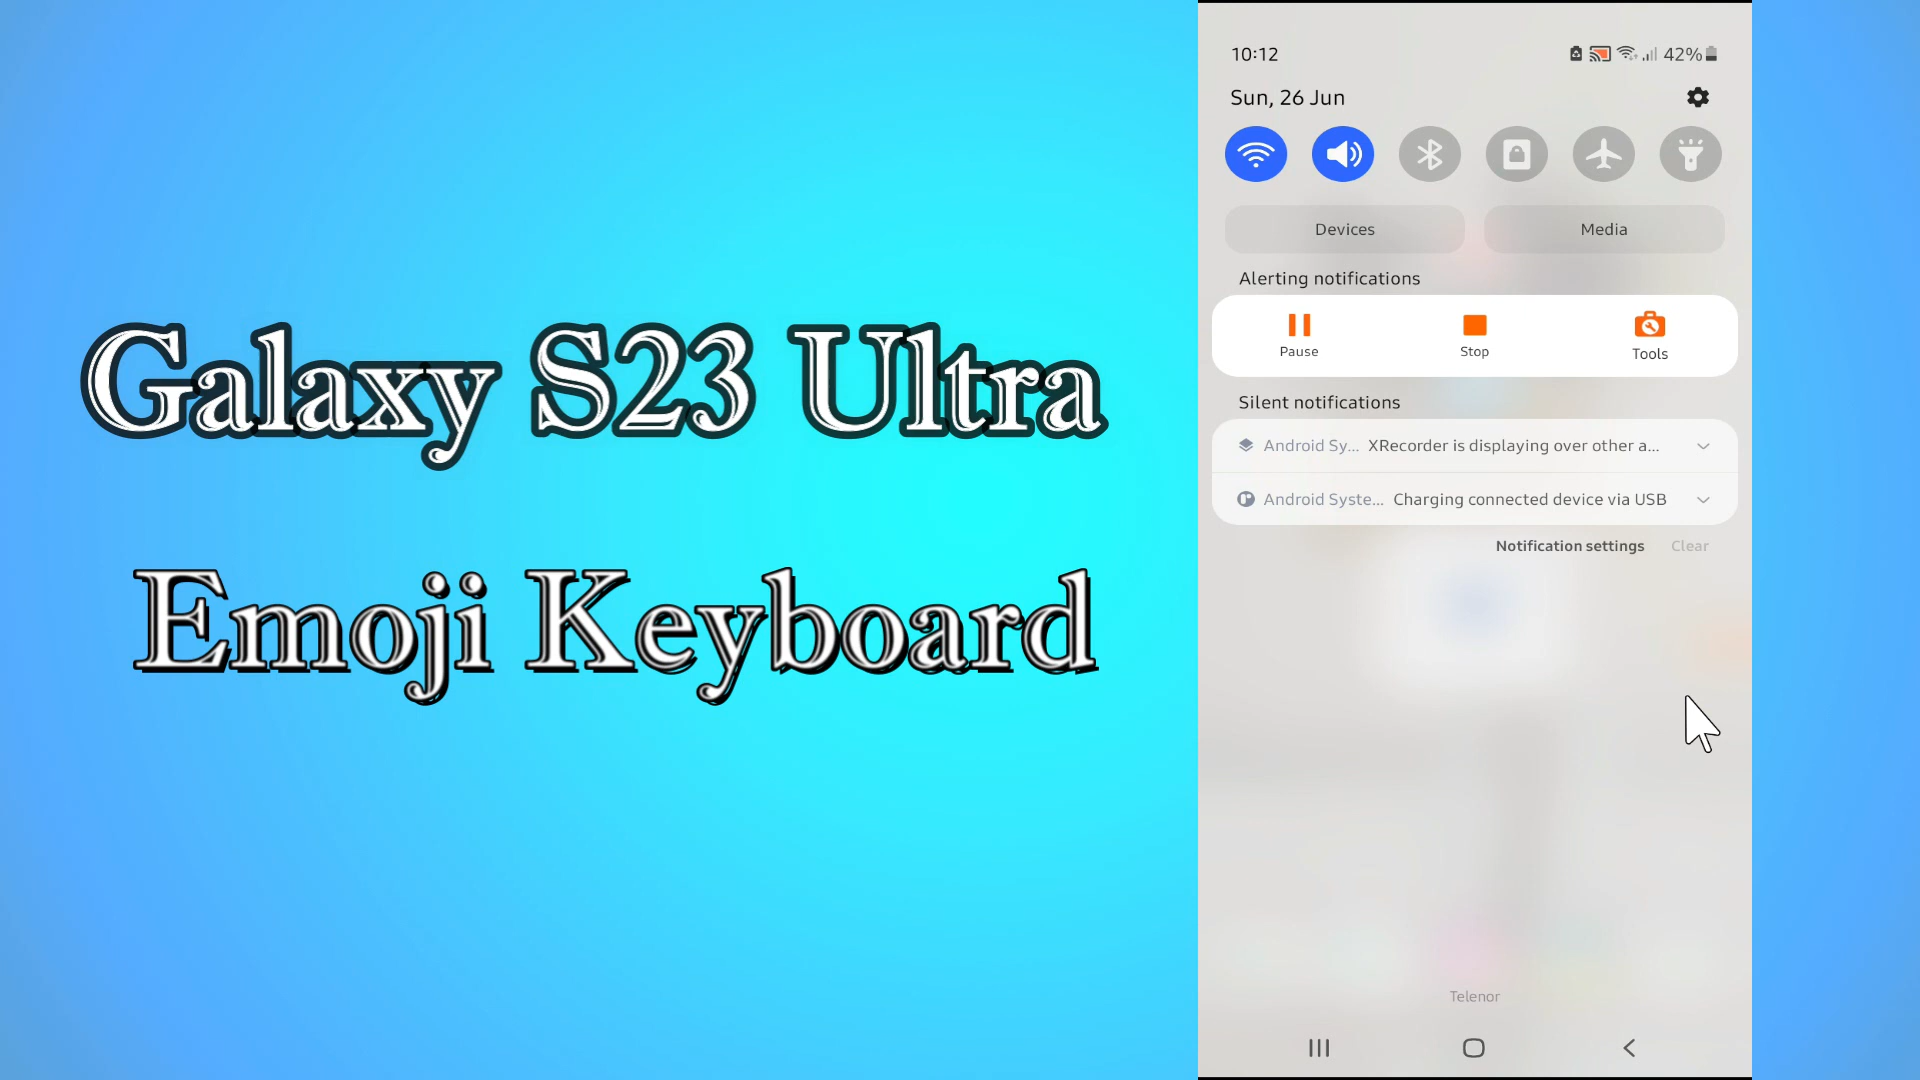 Galaxy S23 Ultra
Emoji Keyboard
10:12
42%
Sun, 26 Jun
Devices
Media
Alerting notifications
Pause
Stop
Tools
Silent notifications
Android Sy... XRecorder is displaying over other a...
Android Syste... Charging connected device via USB
Notification settings
Clear
Telenor